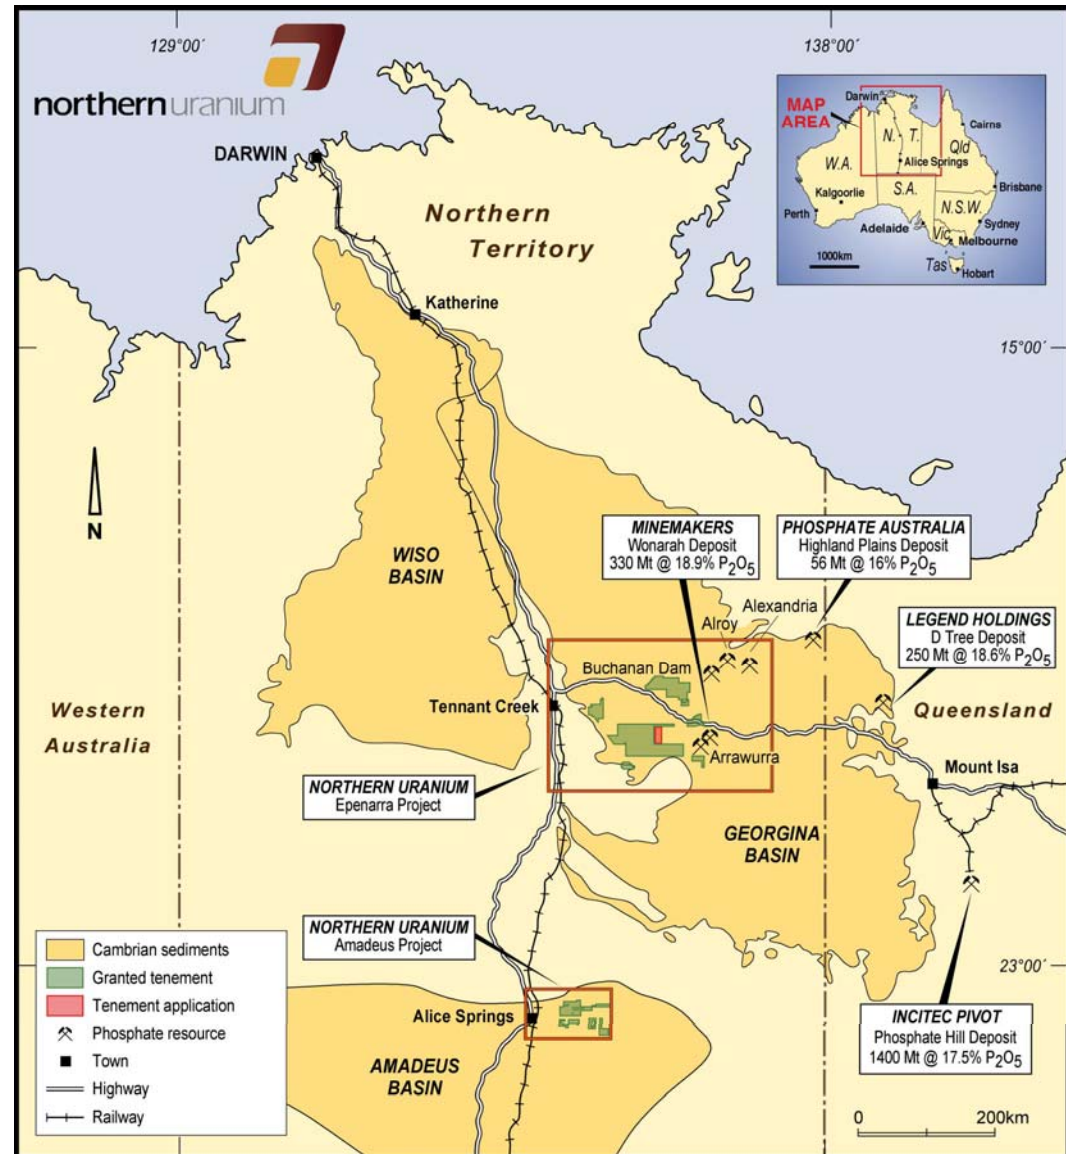 129°00´
138°00´
northernuranium
DARWIN
Northern
Territory
Katherine
15°00´
MAP
AREA
Darwin
Cairns
N.
T.
Qld
W.A.
Alice Springs
S.A.
Brisbane
Kalgoorlie
N.S.W.
Perth
Adelaide
Sydney
Vic
Melbourne
1000km
Tas
Hobart
N
WISO
BASIN
MINEMAKERS
Wonarah Deposit
330 Mt @ 18.9% P2O5
PHOSPHATE AUSTRALIA
Highland Plains Deposit
56 Mt @ 16% P2O5
Alexandria
Alroy
LEGEND HOLDINGS
D Tree Deposit
250 Mt @ 18.6% P2O5
Buchanan Dam
Western
Australia
Tennant Creek
Queensland
Arrawurra
Mount Isa
NORTHERN URANIUM
Epenarra Project
GEORGINA
BASIN
NORTHERN URANIUM
Amadeus Project
23°00´
Cambrian sediments
Granted tenement
Tenement application
Phosphate resource
Town
Highway
Railway
Alice Springs
AMADEUS
BASIN
INCITEC PIVOT
Phosphate Hill Deposit
1400 Mt @ 17.5% P2O5
0
200km